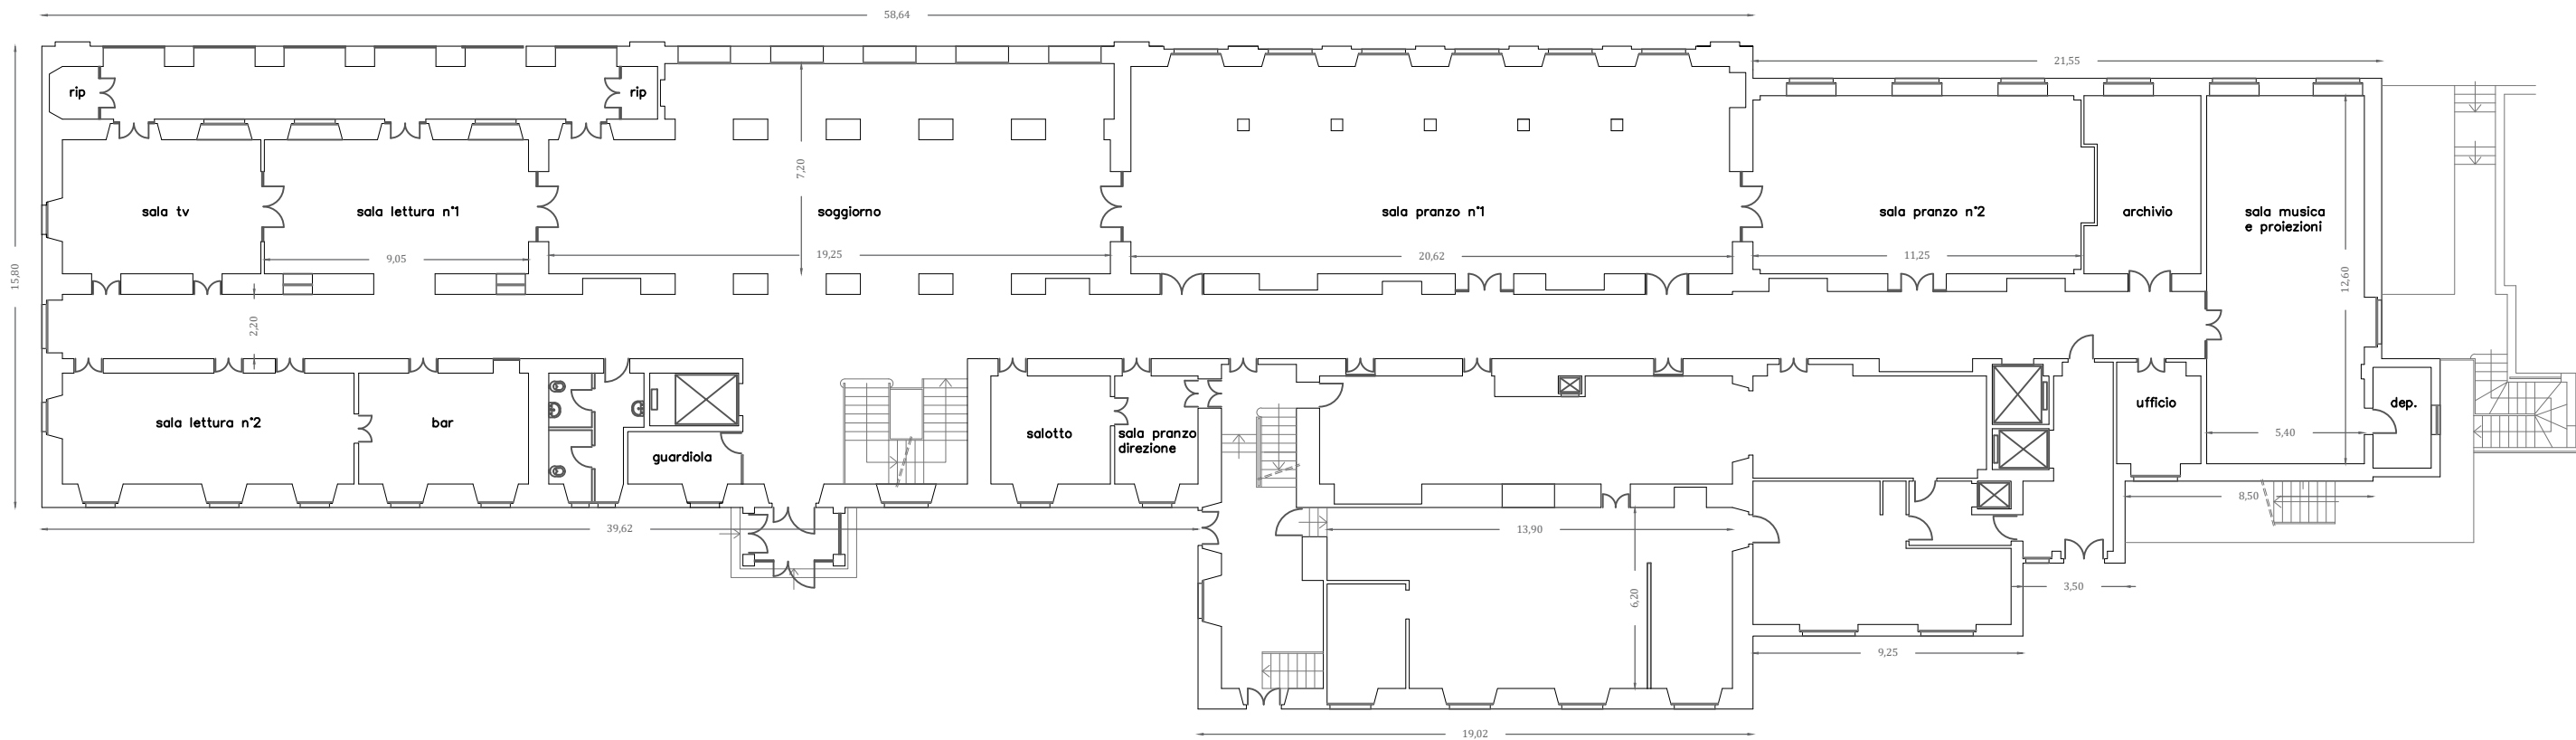 58,64
21,55
rip
rip
7,20
sala tv
sala lettura n°1
soggiorno
sala pranzo n°1
sala pranzo n°2
archivio
sala musica
e proiezioni
9,05
19,25
20,62
11,25
15,80
12,60
2,20
sala lettura n°2
bar
guardiola
salotto
sala pranzo
direzione
ufficio
dep.
5,40
8,50
39,62
13,90
6,20
3,50
9,25
19,02